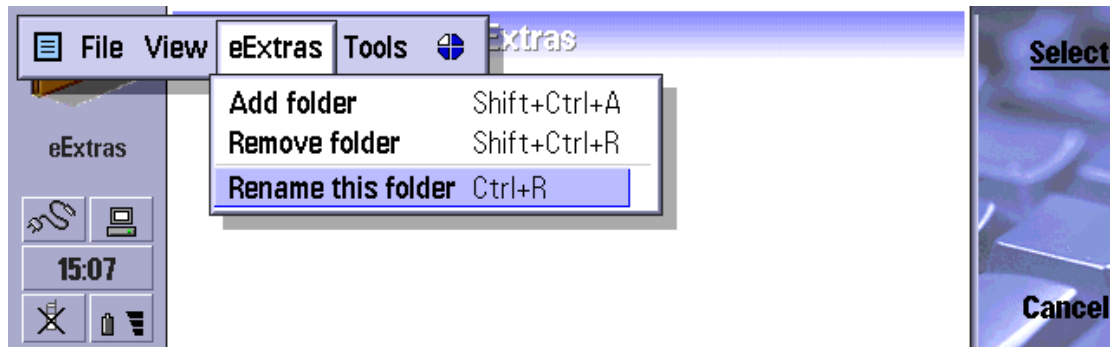 File View eExtras Tools
Extras
Select
Add folder Shift+Ctrl+A
Remove folder Shift+Ctrl+R
eExtras
Rename this folder Ctrl+R
15:07
Cancel